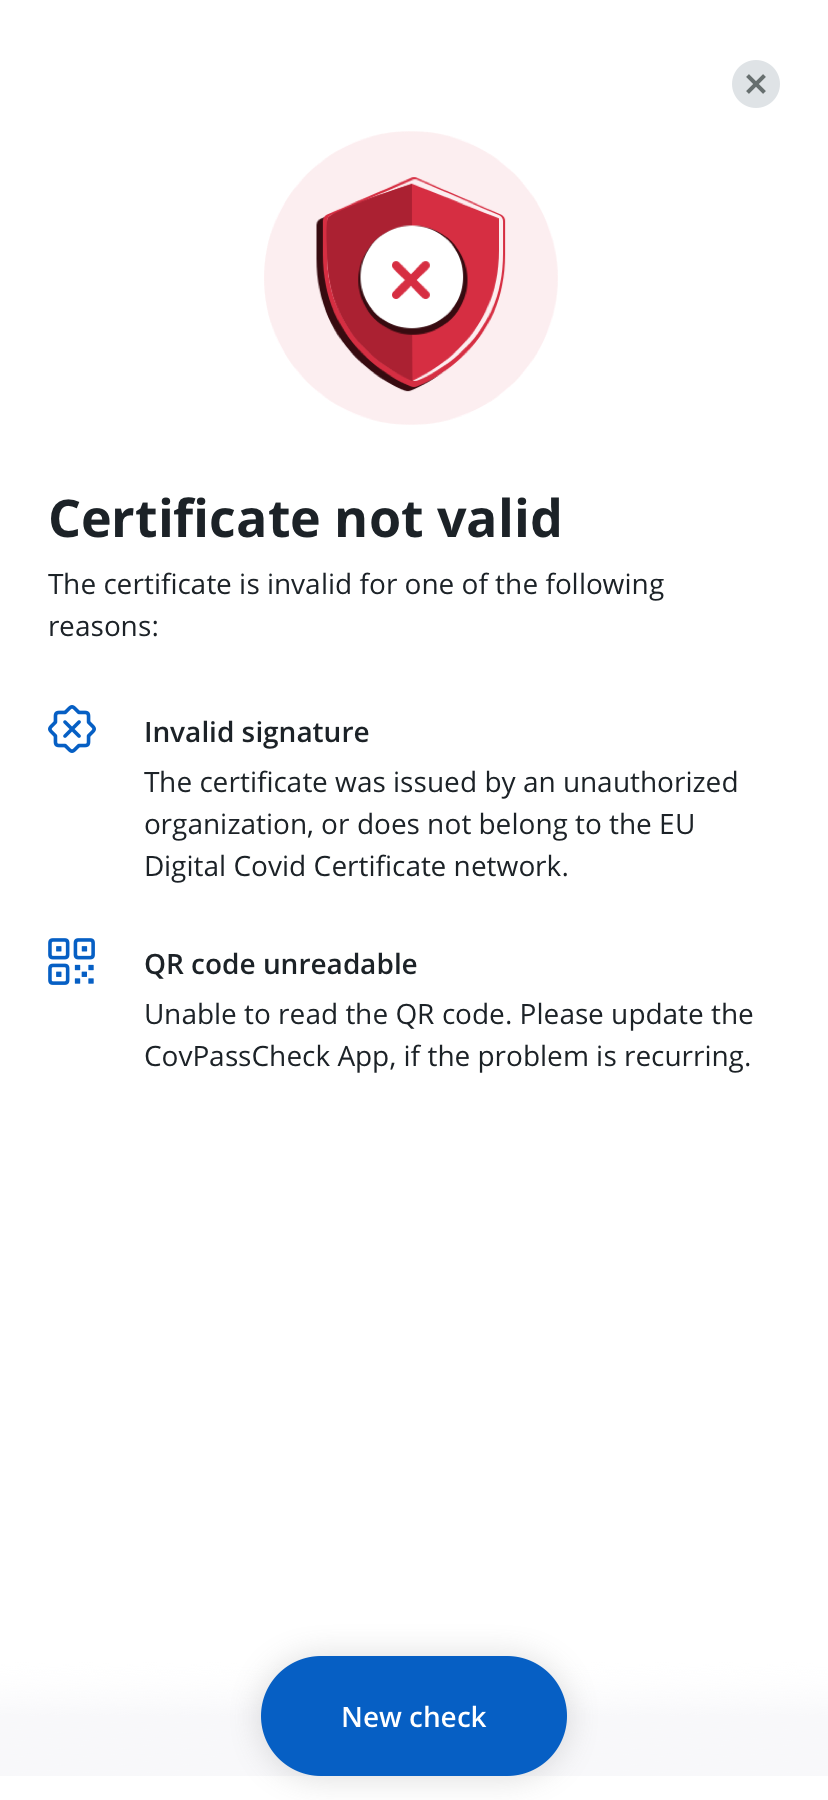 Certificate not valid
The certificate is invalid for one of the following
reasons:
Invalid signature
The certificate was issued by an unauthorized
organization, or does not belong to the EU
Digital Covid Certificate network.
QR code unreadable
Unable to read the QR code. Please update the
CovPassCheck App, if the problem is recurring.
New check